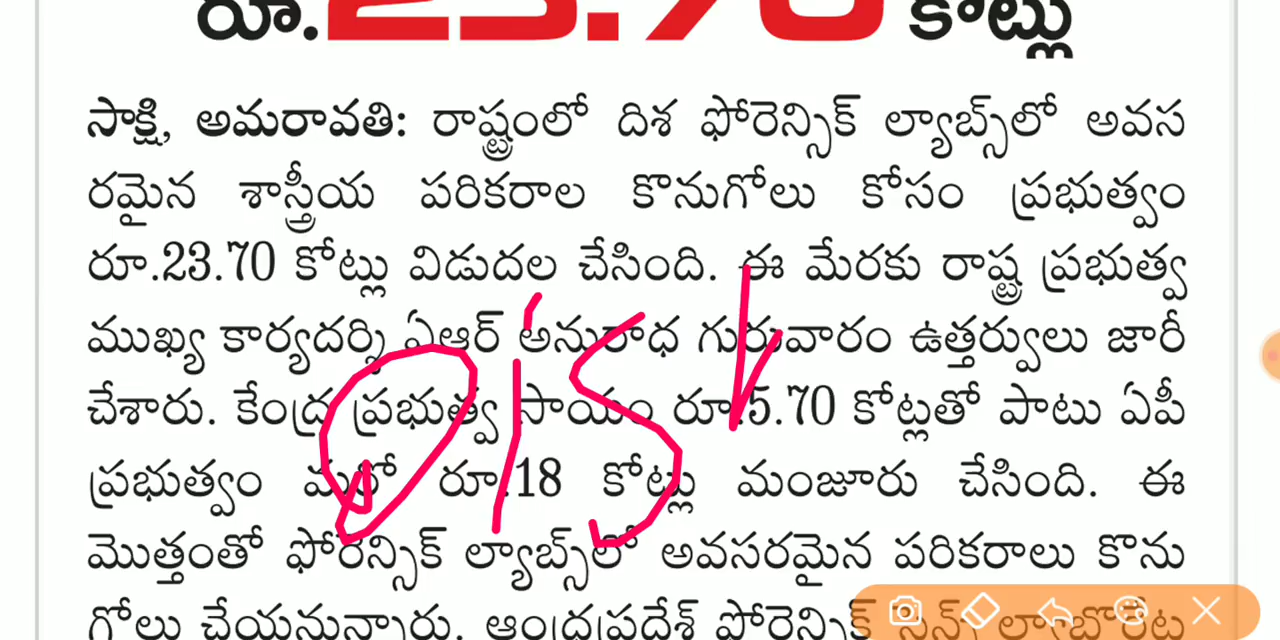 రూ.23.70 కోట్లు
సాక్షి, అమరావతి: రాష్ట్రంలో దిశ ఫోరెన్సిక్ ల్యాబ్స్‌లో అవస
రమైన శాస్త్రీయ పరికరాల కొనుగోలు కోసం ప్రభుత్వం
రూ.23.70 కోట్లు విడుదల చేసింది. ఈ మేరకు రాష్ట్ర ప్రభుత్వ
ముఖ్య కార్యదర్శి ఏఆర్ అనురాధ గురువారం ఉత్తర్వులు జారీ
చేశారు. కేంద్ర ప్రభుత్వ సాయం రూ.5.70 కోట్లతో పాటు ఏపీ
ప్రభుత్వం మరో రూ.18 కోట్లు మంజూరు చేసింది. ఈ
మొత్తంతో ఫోరెన్సిక్ ల్యాబ్స్‌లో అవసరమైన పరికరాలు కొను
గోలు చేయనున్నారు. ఆంధ్రప్రదేశ్ ఫోరెన్సిక్ సైన్స్